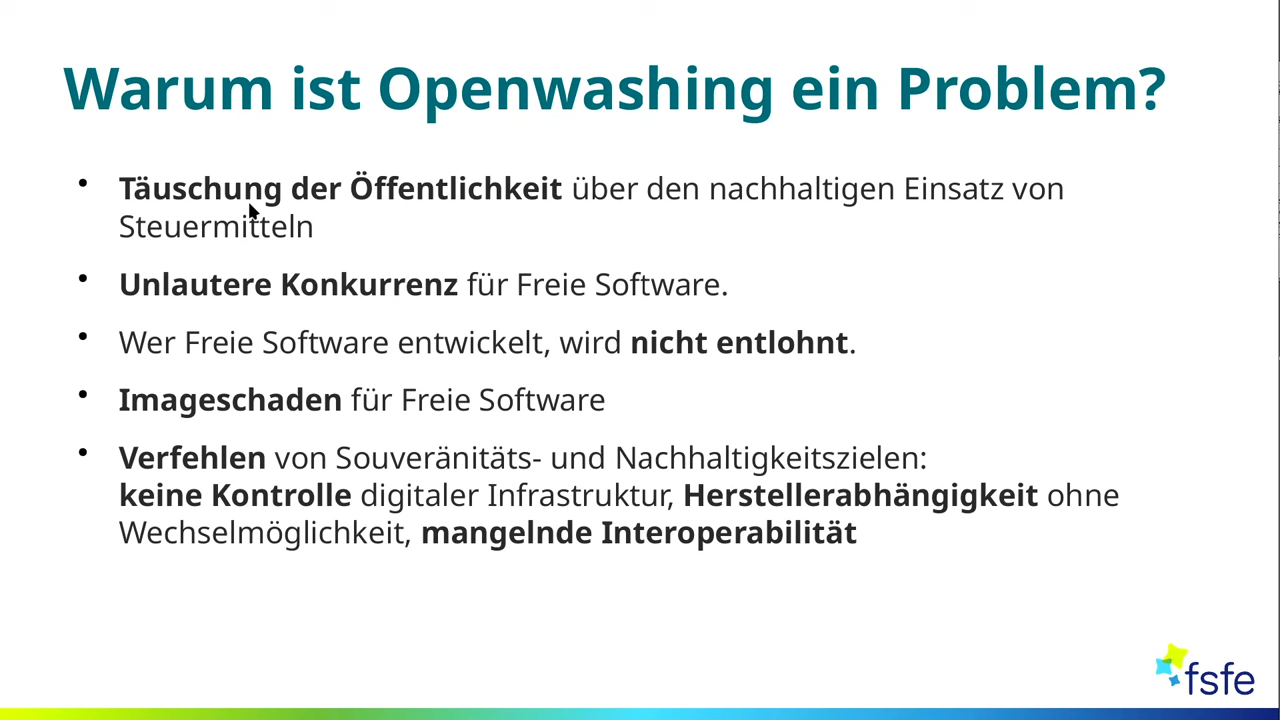 Warum ist Openwashing ein Problem?
• Täuschung der Öffentlichkeit über den nachhaltigen Einsatz von
Steuermitteln
• Unlautere Konkurrenz für Freie Software.
• Wer Freie Software entwickelt, wird nicht entlohnt.
• Imageschaden für Freie Software
• Verfehlen von Souveränitäts- und Nachhaltigkeitszielen:
keine Kontrolle digitaler Infrastruktur, Herstellerabhängigkeit ohne
Wechselmöglichkeit, mangelnde Interoperabilität
fsfe